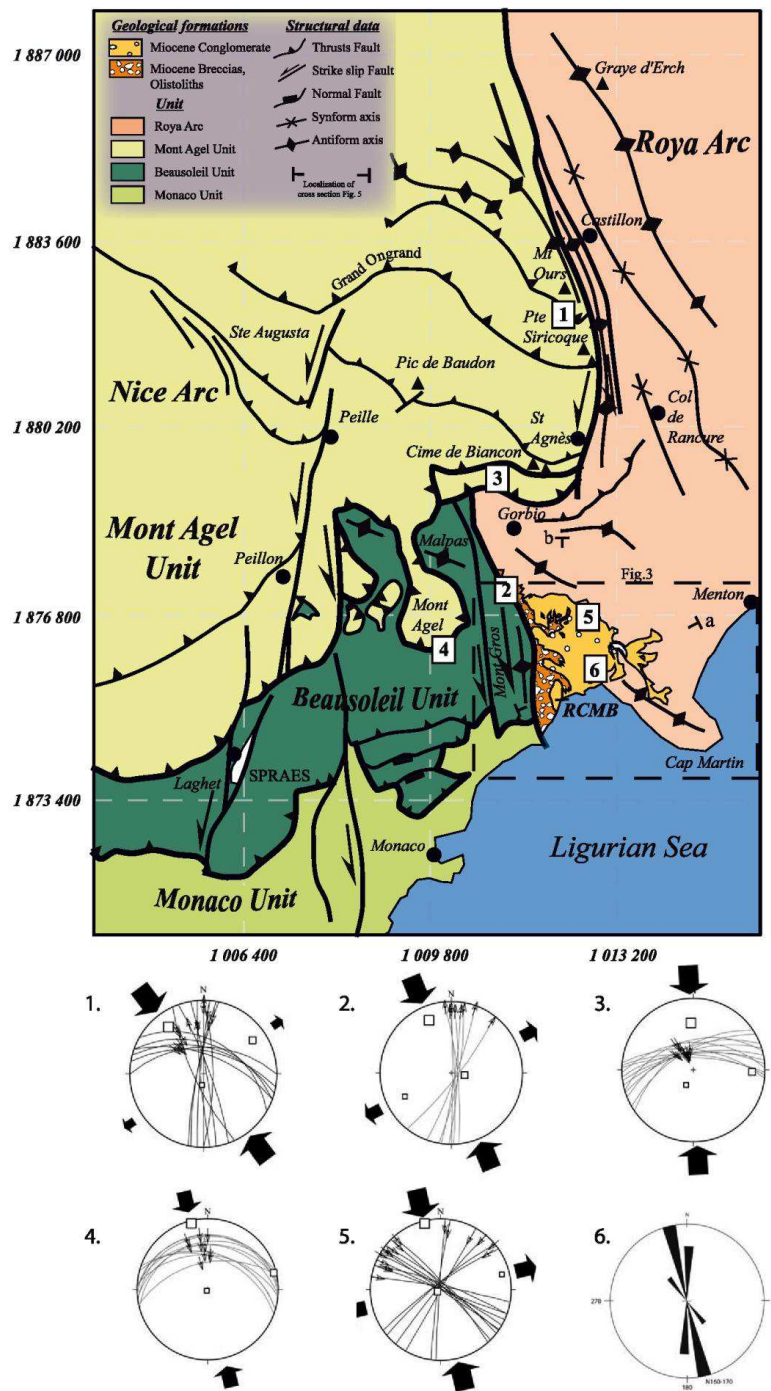 Geological formations
Structural data
Miocene Conglomerate
Miocene Breccias,
Olistoliths
Unit
Roya Arc
Mont Agel Unit
Beausoleil Unit
Monaco Unit
Thrusts Fault
Strike slip Fault
Normal Fault
Synform axis
Antiform axis
Localization of
cross section Fig. 5
1 887 000
1 883 600
1 880 200
1 876 800
1 873 400
Graye d'Erch
Roya Arc
Castillon
Mt
Ours
Grand Ongrand
1
Pte
Siricoque
Ste Augusta
Pic de Baudon
Nice Arc
Peille
St
Agnès
Col
de
Rancure
Cime de Biancon
3
Mont Agel
Unit
Gorbio
b
Malpas
Peillon
Fig.3
Menton
2
Mont
Agel
5
a
4
Mont Gros
6
Beausoleil Unit
RCMB
Laghet
SPRAES
Cap Martin
Monaco
Ligurian Sea
Monaco Unit
1 006 400
1 009 800
1 013 200
1.
N
2.
N
3.
N
4.
N
5.
N
6.
270
180
N150-170